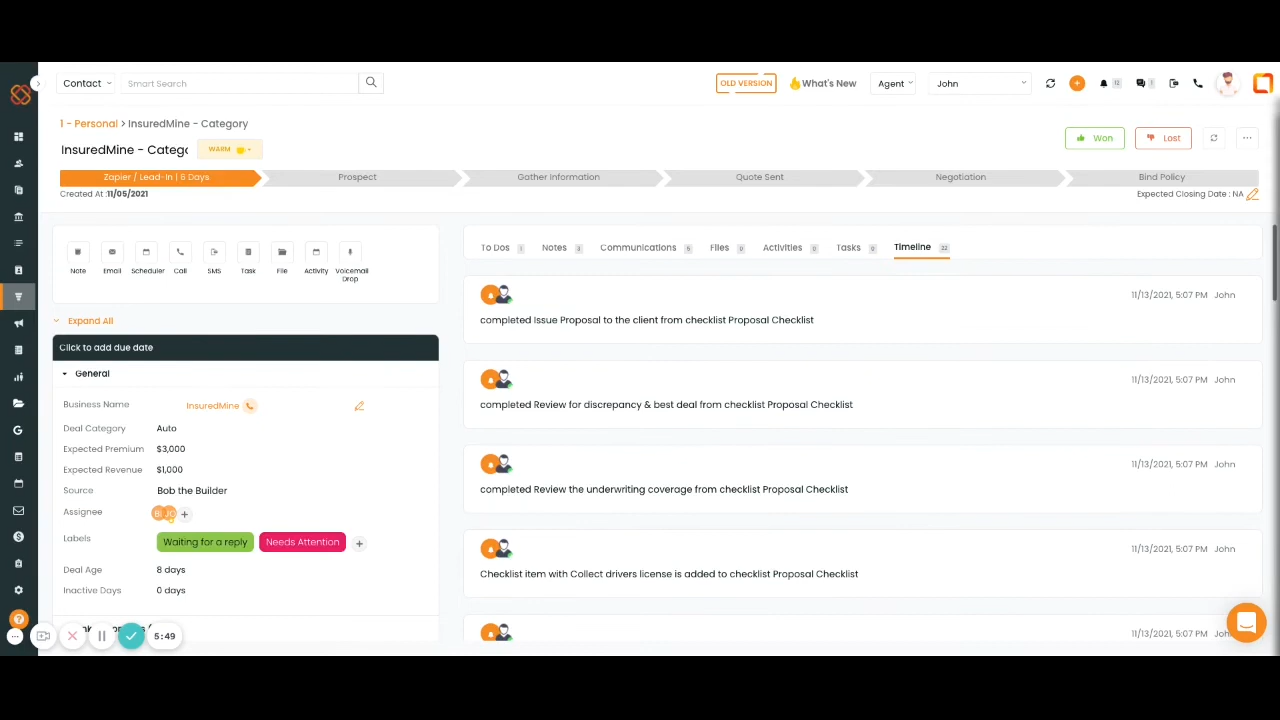 Contact
Smart Search
OLD VERSION
What's New
Agent
John
12
1
1 - Personal > InsuredMine - Category
InsuredMine - Catego
WARM
Won
Lost
Zapier / Lead-In | 6 Days
Prospect
Gather Information
Quote Sent
Negotiation
Bind Policy
Created At :11/05/2021
Expected Closing Date : NA
Note
Email
Scheduler
Call
SMS
Task
File
Activity
Voicemail
Drop
To Dos 1
Notes
Communications
Files 0
Activities 0
Tasks 0
Timeline 22
Expand All
Click to add due date
General
Business Name InsuredMine
Deal Category Auto
Expected Premium $3,000
Expected Revenue $1,000
Source Bob the Builder
Assignee
Labels Waiting for a reply Needs Attention
Deal Age 8 days
Inactive Days 0 days
5:49
11/13/2021, 5:07 PM John
completed Issue Proposal to the client from checklist Proposal Checklist
11/13/2021, 5:07 PM John
completed Review for discrepancy & best deal from checklist Proposal Checklist
11/13/2021, 5:07 PM John
completed Review the underwriting coverage from checklist Proposal Checklist
11/13/2021, 5:07 PM John
Checklist item with Collect drivers license is added to checklist Proposal Checklist
11/13/2021, 5:07 PM John